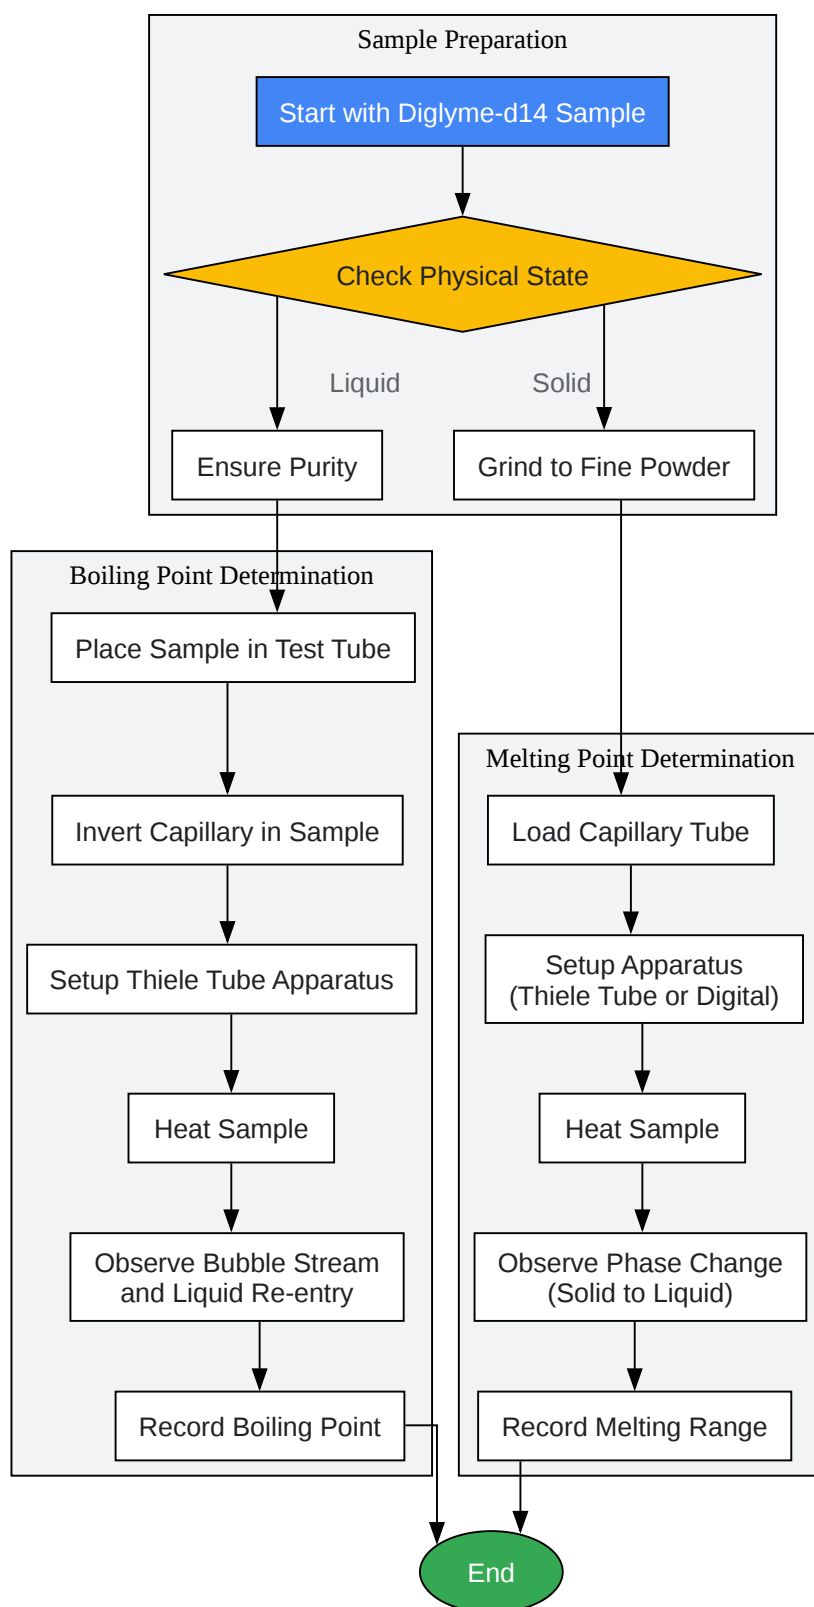 Sample Preparation
Start with Diglyme-d14 Sample
Check Physical State
Liquid
Solid
Ensure Purity
Grind to Fine Powder
Boiling Point Determination
Place Sample in Test Tube
Invert Capillary in Sample
Setup Thiele Tube Apparatus
Heat Sample
Observe Bubble Stream
and Liquid Re-entry
Record Boiling Point
Melting Point Determination
Load Capillary Tube
Setup Apparatus
(Thiele Tube or Digital)
Heat Sample
Observe Phase Change
(Solid to Liquid)
Record Melting Range
End